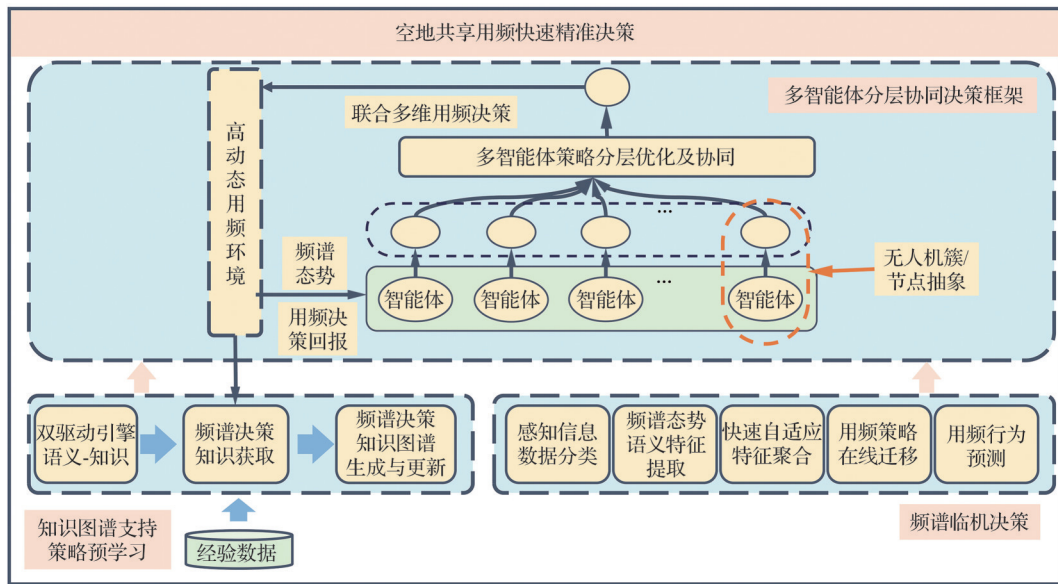 空地共享用频快速精准决策
多智能体分层协同决策框架
高
动
态
用
频
环
境
联合多维用频决策
多智能体策略分层优化及协同
...
频谱
态势
用频决
策回报
智能体
智能体
智能体
...
智能体
无人机簇/
节点抽象
双驱动引擎
语义-知识
频谱决策
知识获取
频谱决策
知识图谱
生成与更新
感知信息
数据分类
频谱态势
语义特征
提取
快速自适应
特征聚合
用频策略
在线迁移
用频行为
预测
知识图谱支持
策略预学习
经验数据
频谱临机决策